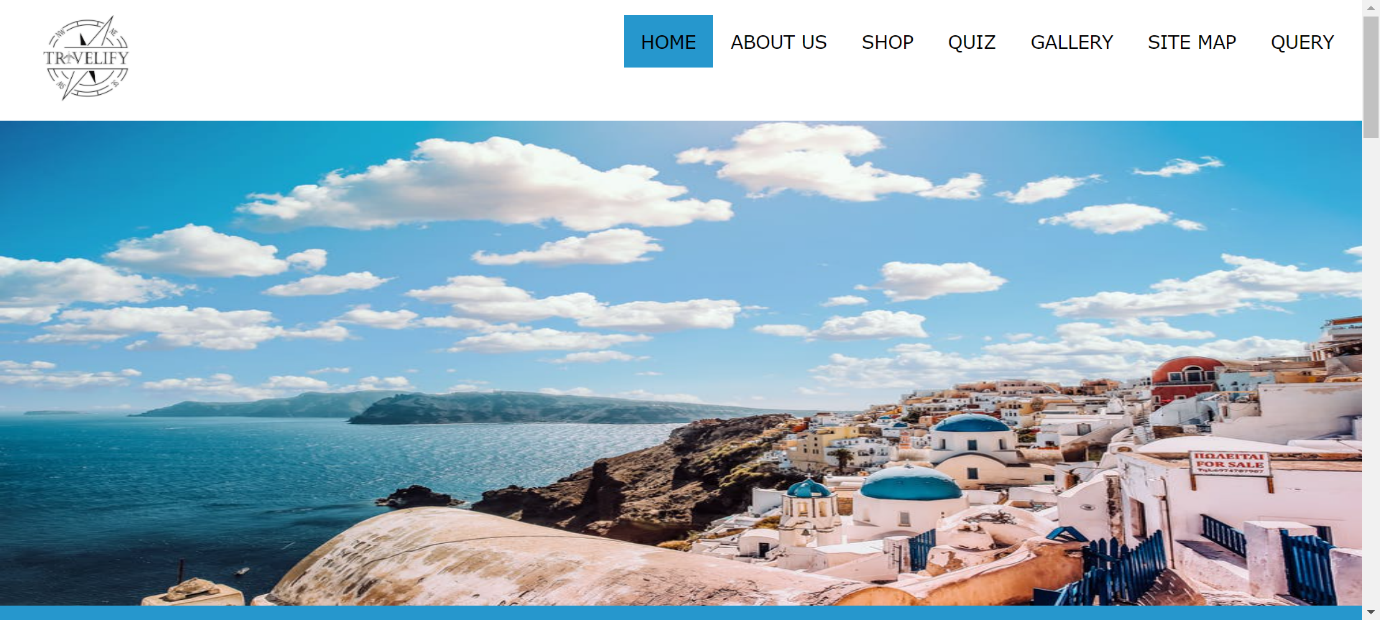 TRAVELIFY
HOME
ABOUT US
SHOP
QUIZ
GALLERY
SITE MAP
QUERY
ΠΩΛΕΙΤΑΙ
FOR SALE